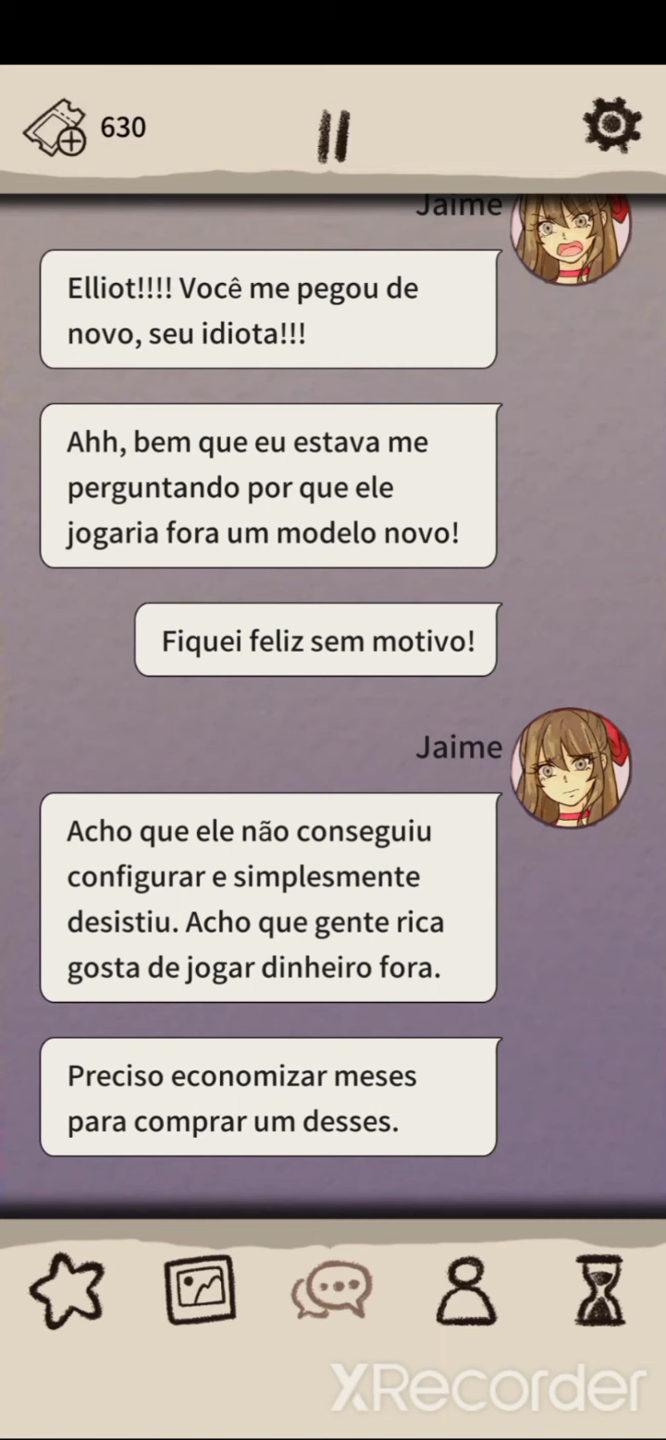 630
Jaime
Elliot!!!! Você me pegou de
novo, seu idiota!!!
Ahh, bem que eu estava me
perguntando por que ele
jogaria fora um modelo novo!
Fiquei feliz sem motivo!
Jaime
Acho que ele não conseguiu
configurar e simplesmente
desistiu. Acho que gente rica
gosta de jogar dinheiro fora.
Preciso economizar meses
para comprar um desses.
XRecorder